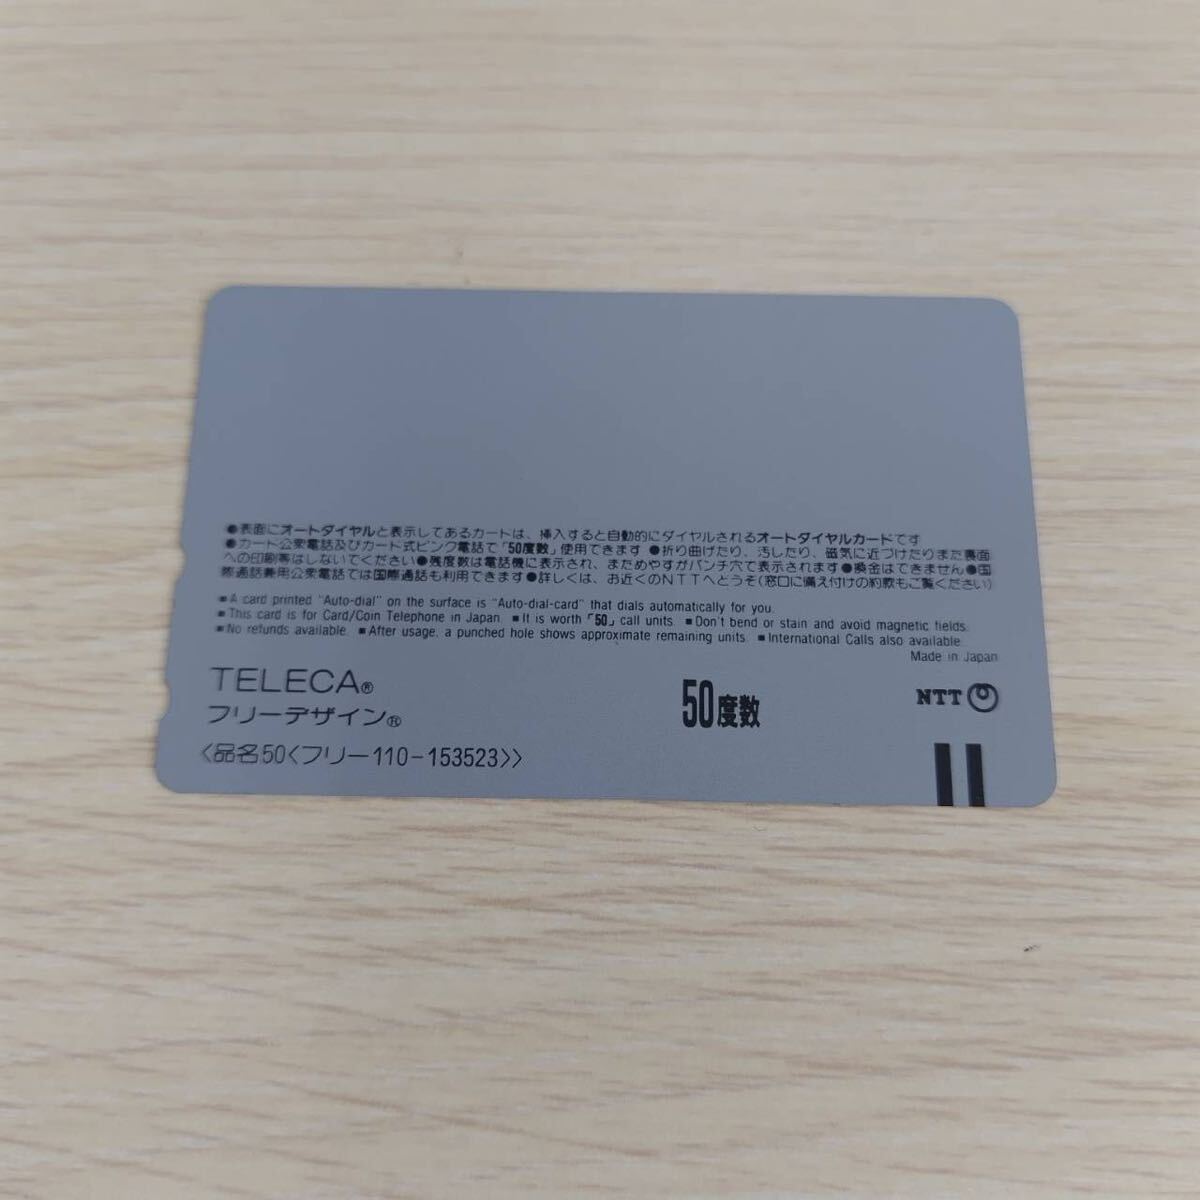 ●表面にオートダイヤルと表示してあるカードは、挿入すると自動的にダイヤルされるオートダイヤルカードです
●カード公衆電話及びカード式ピンク電話で「50度数」使用できます ●折り曲げたり、汚したり、磁気に近づけたりまた裏面
への印刷等はしないでください●残度数は電話機に表示され、まためやすがパンチ穴で表示されます●換金はできません●国
際通話兼用公衆電話では国際通話も利用できます●詳しくは、お近くのNTTへどうぞ(窓口に備え付けの約款もご覧ください)
■A card printed "Auto-dial" on the surface is "Auto-dial-card" that dials automatically for you.
■This card is for Card/Coin Telephone in Japan. ■It is worth「50」call units. ■Don't bend or stain and avoid magnetic fields.
■No refunds available. ■After usage, a punched hole shows approximate remaining units. ■International Calls also available.
Made in Japan
TELECA® 50度数 NTT
フリーデザイン®
〈品名50〈フリー110-153523〉〉